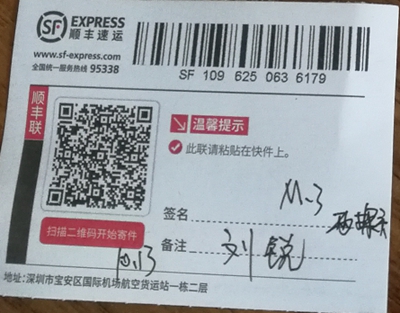 SF EXPRESS
顺丰速运
www.sf-express.com
全国统一服务热线 95338
SF 109 625 063 6179
顺丰联
温馨提示
此联请粘贴在快件上。
扫描二维码开始寄件
签名
备注 刘锐
地址:深圳市宝安区国际机场航空货运站一栋二层